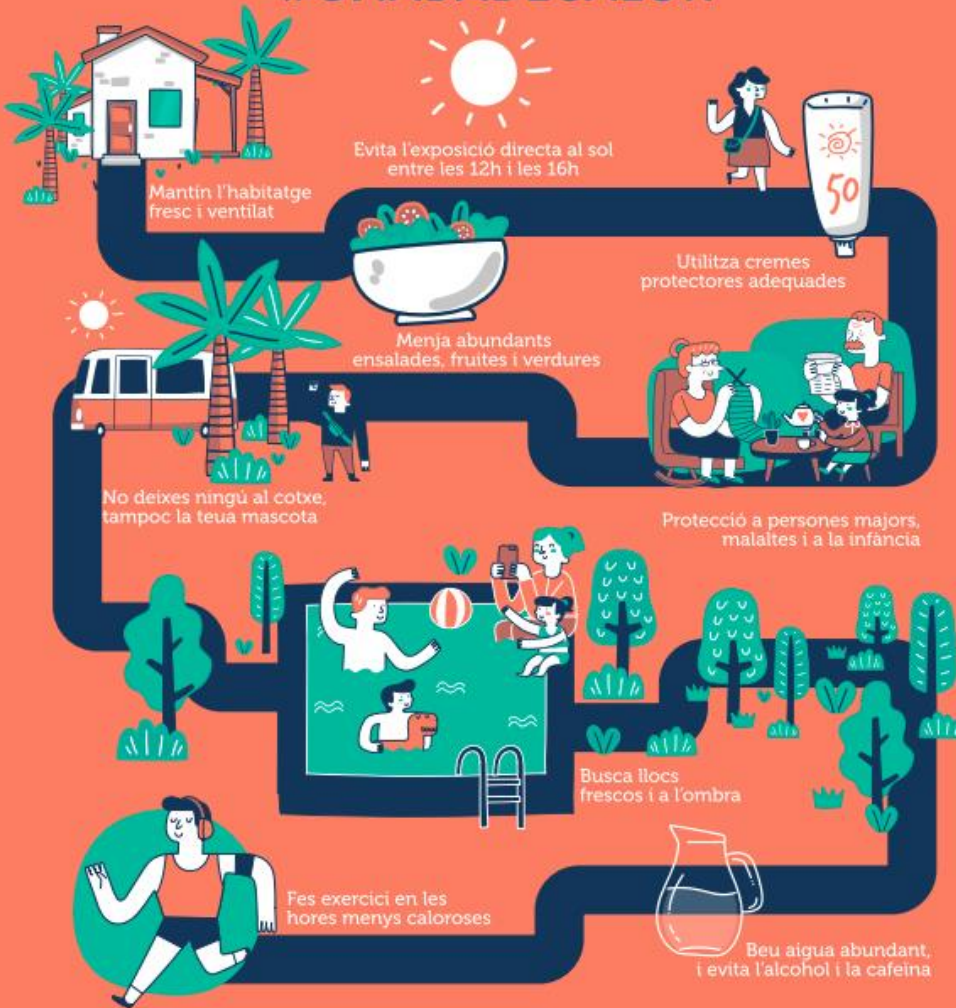 Mantín l'habitatge
fresc i ventilat
Evita l'exposició directa al sol
entre les 12h i les 16h
50
Utilitza cremes
protectores adequades
Menja abundants
ensalades, fruites i verdures
Protecció a persones majors,
malaltes i a la infància
No deixes ningú al cotxe,
tampoc la teua mascota
Busca llocs
frescos i a l'ombra
Beu aigua abundant,
i evita l'alcohol i la cafeïna
Fes exercici en les
hores menys caloroses